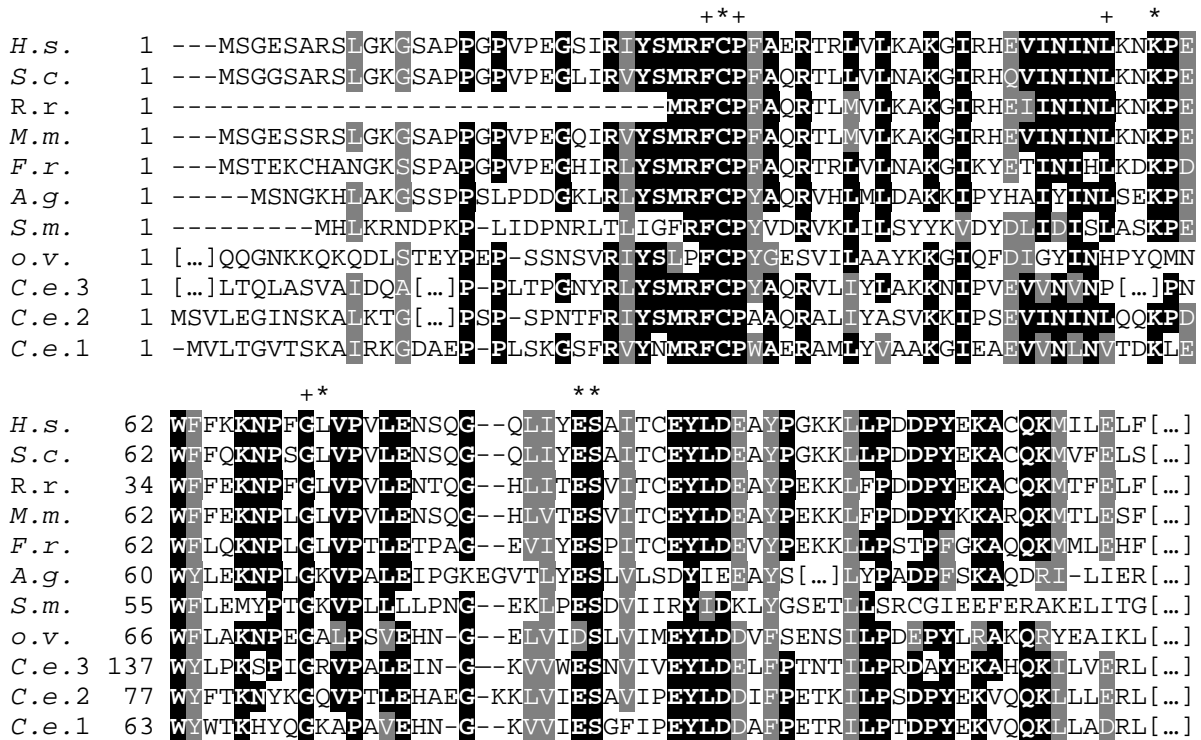 +*+ + *
H.s. 1 ---MSGESARSLGKGSAPPGPVPEGSIRIYSMRFCPFAERTRLVLKAKGIRHEVININLKNKPE
S.c. 1 ---MSGGSARSLGKGSAPPGPVPEGLIRVYSMRFCPFAQRTLLVLNAKGIRHQVININLKNKPE
R.r. 1 --------------------------------MRFCPFAQRTLMVLKAKGIRHEIININLKNKPE
M.m. 1 ---MSGESSRSLGKGSAPPGPVPEGQIRVYSMRFCPFAQRTLMVLKAKGIRHEVININLKNKPE
F.r. 1 ---MSTEKCHANGKSSPAPGPVPEGHIRLYSMRFCPFAQRTRLVLNAKGIKYETINIHLKDKPD
A.g. 1 -----MSNGKHLAKGSSPPSLPDDGKLRLYSMRFCPYAQRVHLMLDAKKIPYHAIYINLSEKPE
S.m. 1 ---------MHLKRNDPKP-LIDPNRLTLIGFRFCPYVDRVKLILSYYKVDYDLIDISLASKPE
o.v. 1 […]QQGNKKQKQDLSTEYPEP-SSNSVRIYSLPFCPYGESVILAAYKKGIQFDIGYINHPYQMN
C.e.3 1 […]LTQLASVAIDQA[…]P-PLTPGNYRLYSMRFCPYAQRVLIYLAKKNIPVEVVNVNP[…]PN
C.e.2 1 MSVLEGINSKALKTG[…]PSP-SPNTFRIYSMRFCPAAQRALIYASVKKIPSEVININLQQKPD
C.e.1 1 -MVLTGVTSKAIRKGDAEP-PLSKGSFRVYNMRFCPWAERAMLYVAAKGIEAEVVNLNVTDKLE
+* **
H.s. 62 WFFKKNPFGLVPVLENSQG--QLIYESAITCEYLDEAYPGKKLLPDDPYEKACQKMILELF[…]
S.c. 62 WFFQKNPSGLVPVLENSQG--QLIYESAITCEYLDEAYPGKKLLPDDPYEKACQKMVFELS[…]
R.r. 34 WFFEKNPFGLVPVLENTQG--HLITESVITCEYLDEAYPEKKLFPDDPYEKACQKMTFELF[…]
M.m. 62 WFFEKNPLGLVPVLENSQG--HLVTESVITCEYLDEAYPEKKLFPDDPYKKARQKMTLESF[…]
F.r. 62 WFLQKNPLGLVPTLETPAG--EVIYESPITCEYLDEVYPEKKLLPSTPFGKAQQKMMLEHF[…]
A.g. 60 WYLEKNPLGKVPALEIPGKEGVTLYESLVLSDYIEEAYS[…]LYPADPFSKAQDRI-LIER[…]
S.m. 55 WFLEMYPTGKVPLLLLPNG--EKLPESDVIIRYIDKLYGSETLLSRCGIEEFERAKELITG[…]
o.v. 66 WFLAKNPEGALPSVEHN-G--ELVIDSLVIMEYLDDVFSENSILPDEPYLRAKQRYEAIKL[…]
C.e.3 137 WYLPKSPIGRVPALEIN-G--KVVWESNVIVEYLDELFPTNTILPRDAYEKAHQKILVERL[…]
C.e.2 77 WYFTKNYKGQVPTLEHAEG-KKLVIESAVIPEYLDDIFPETKILPSDPYEKVQQKLLLERL[…]
C.e.1 63 WYWTKHYQGKAPAVEHN-G--KVVIESGFIPEYLDDAFPETRILPTDPYEKVQQKLLADRL[…]